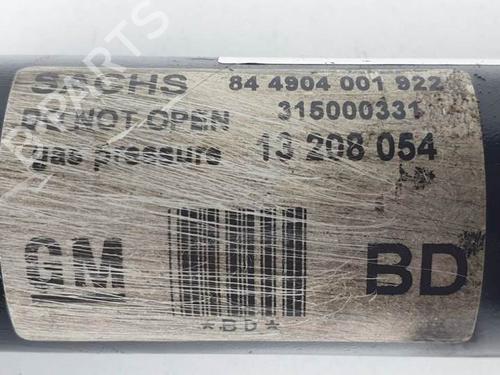 SACHS 84 4904 001 922
DO NOT OPEN 315000331
gas pressure 13 208 054
GM BD
*BD*